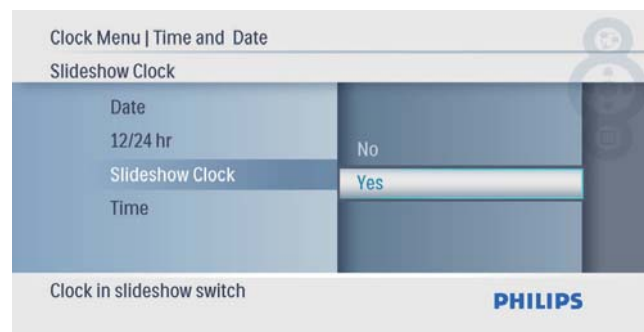 Clock Menu | Time and Date
Slideshow Clock
Date
12/24 hr
Slideshow Clock
Time
No
Yes
Clock in slideshow switch
PHILIPS